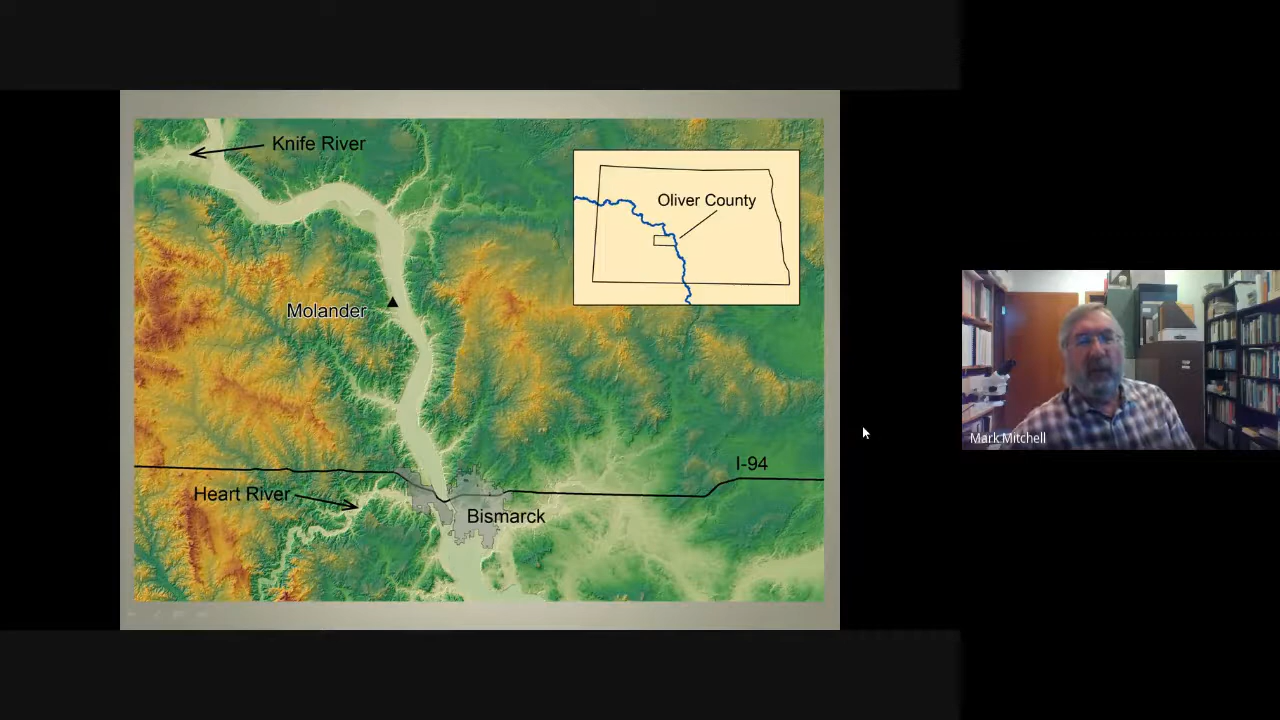 Knife River
Oliver County
Molander
Mark Mitchell
I-94
Heart River
Bismarck